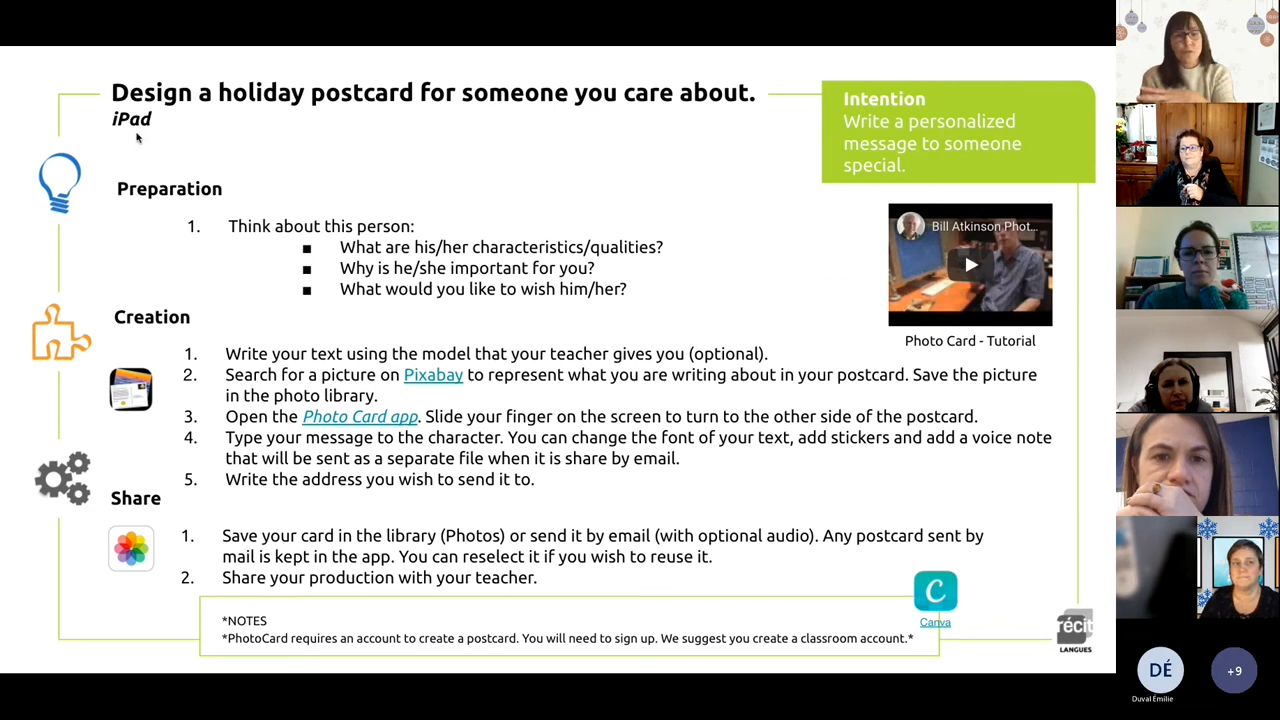 Design a holiday postcard for someone you care about.
iPad
Intention
Write a personalized
message to someone
special.
Preparation
1. Think about this person:
■ What are his/her characteristics/qualities?
■ Why is he/she important for you?
■ What would you like to wish him/her?
Bill Atkinson Phot...
Photo Card - Tutorial
Creation
1. Write your text using the model that your teacher gives you (optional).
2. Search for a picture on Pixabay to represent what you are writing about in your postcard. Save the picture
in the photo library.
3. Open the Photo Card app. Slide your finger on the screen to turn to the other side of the postcard.
4. Type your message to the character. You can change the font of your text, add stickers and add a voice note
that will be sent as a separate file when it is share by email.
5. Write the address you wish to send it to.
Share
1. Save your card in the library (Photos) or send it by email (with optional audio). Any postcard sent by
mail is kept in the app. You can reselect it if you wish to reuse it.
2. Share your production with your teacher.
C
Canva
*NOTES
*PhotoCard requires an account to create a postcard. You will need to sign up. We suggest you create a classroom account.*
récit
LANGUES
DÉ
+9
Duval Émilie